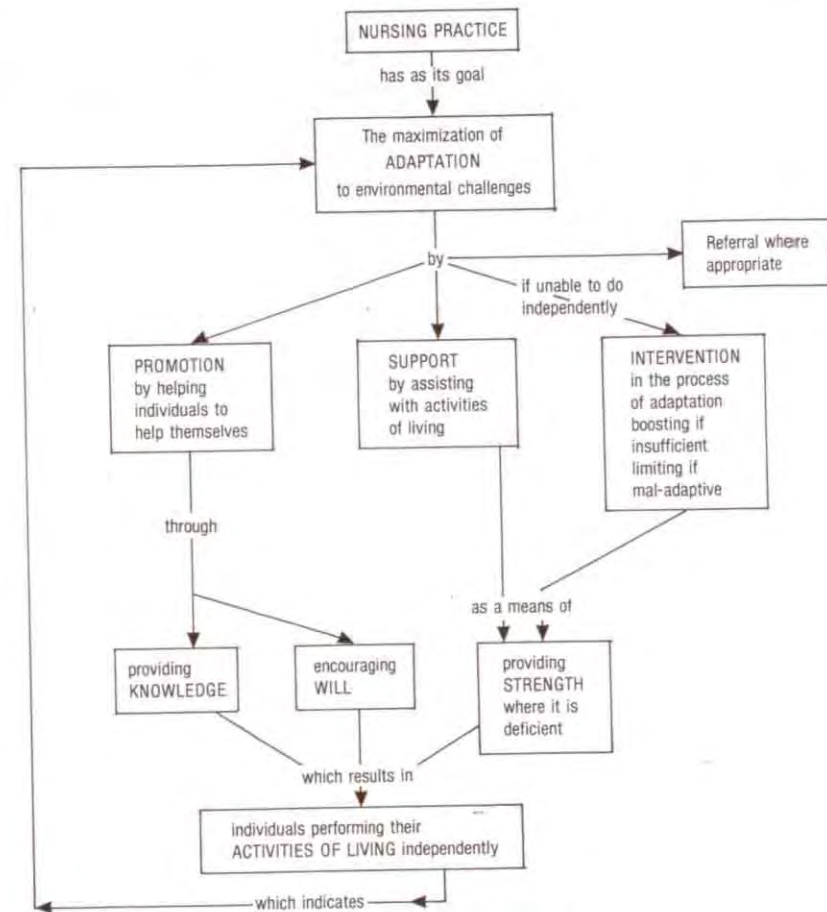 NURSING PRACTICE
has as its goal
The maximization of
ADAPTATION
to environmental challenges
by
Referral where
appropriate
if unable to do
independently
PROMOTION
by helping
individuals to
help themselves
SUPPORT
by assisting
with activities
of living
INTERVENTION
in the process
of adaptation
boosting if
insufficient
limiting if
mal-adaptive
through
as a means of
providing
KNOWLEDGE
encouraging
WILL
providing
STRENGTH
where it is
deficient
which results in
individuals performing their
ACTIVITIES OF LIVING independently
which indicates